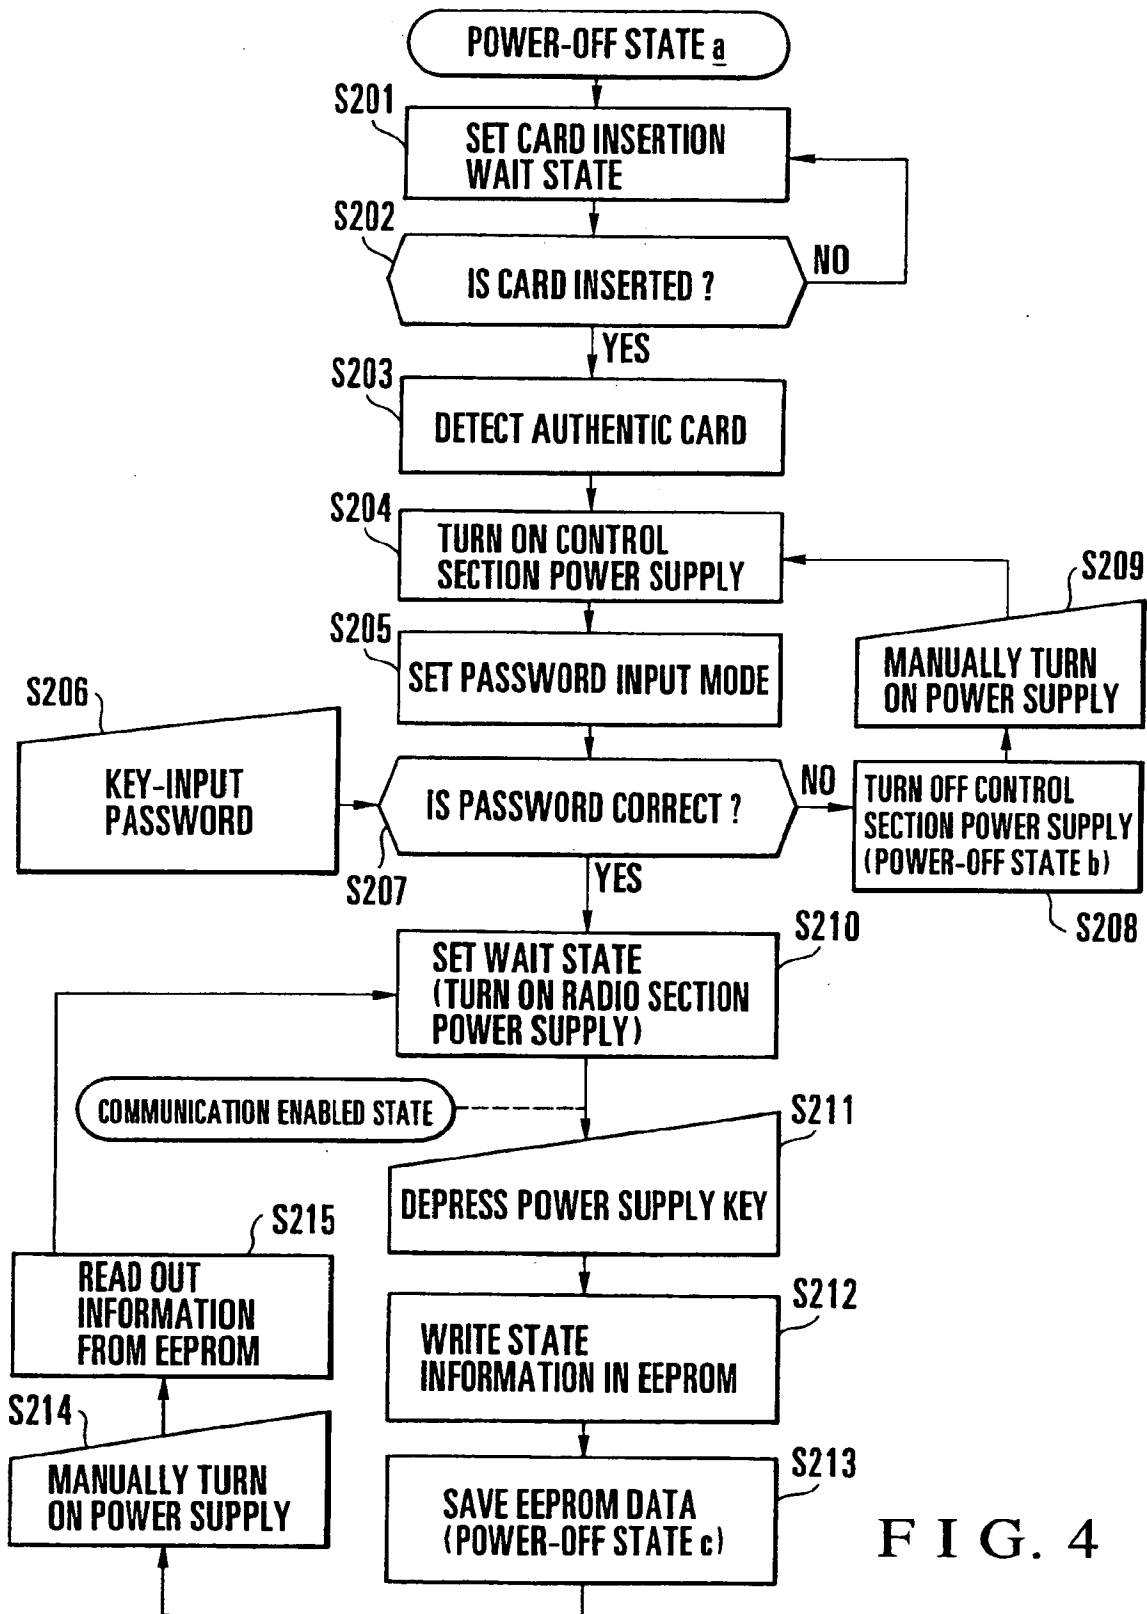 POWER-OFF STATE a
S201
SET CARD INSERTION
WAIT STATE
S202
IS CARD INSERTED ?
NO
YES
S203
DETECT AUTHENTIC CARD
S204
TURN ON CONTROL
SECTION POWER SUPPLY
S209
MANUALLY TURN
ON POWER SUPPLY
S205
SET PASSWORD INPUT MODE
S206
KEY-INPUT
PASSWORD
IS PASSWORD CORRECT ?
S207
NO
TURN OFF CONTROL
SECTION POWER SUPPLY
(POWER-OFF STATE b)
S208
YES
S210
SET WAIT STATE
(TURN ON RADIO SECTION
POWER SUPPLY)
COMMUNICATION ENABLED STATE
S211
DEPRESS POWER SUPPLY KEY
S215
READ OUT
INFORMATION
FROM EEPROM
S212
WRITE STATE
INFORMATION IN EEPROM
S214
MANUALLY TURN
ON POWER SUPPLY
S213
SAVE EEPROM DATA
(POWER-OFF STATE c)
FIG. 4